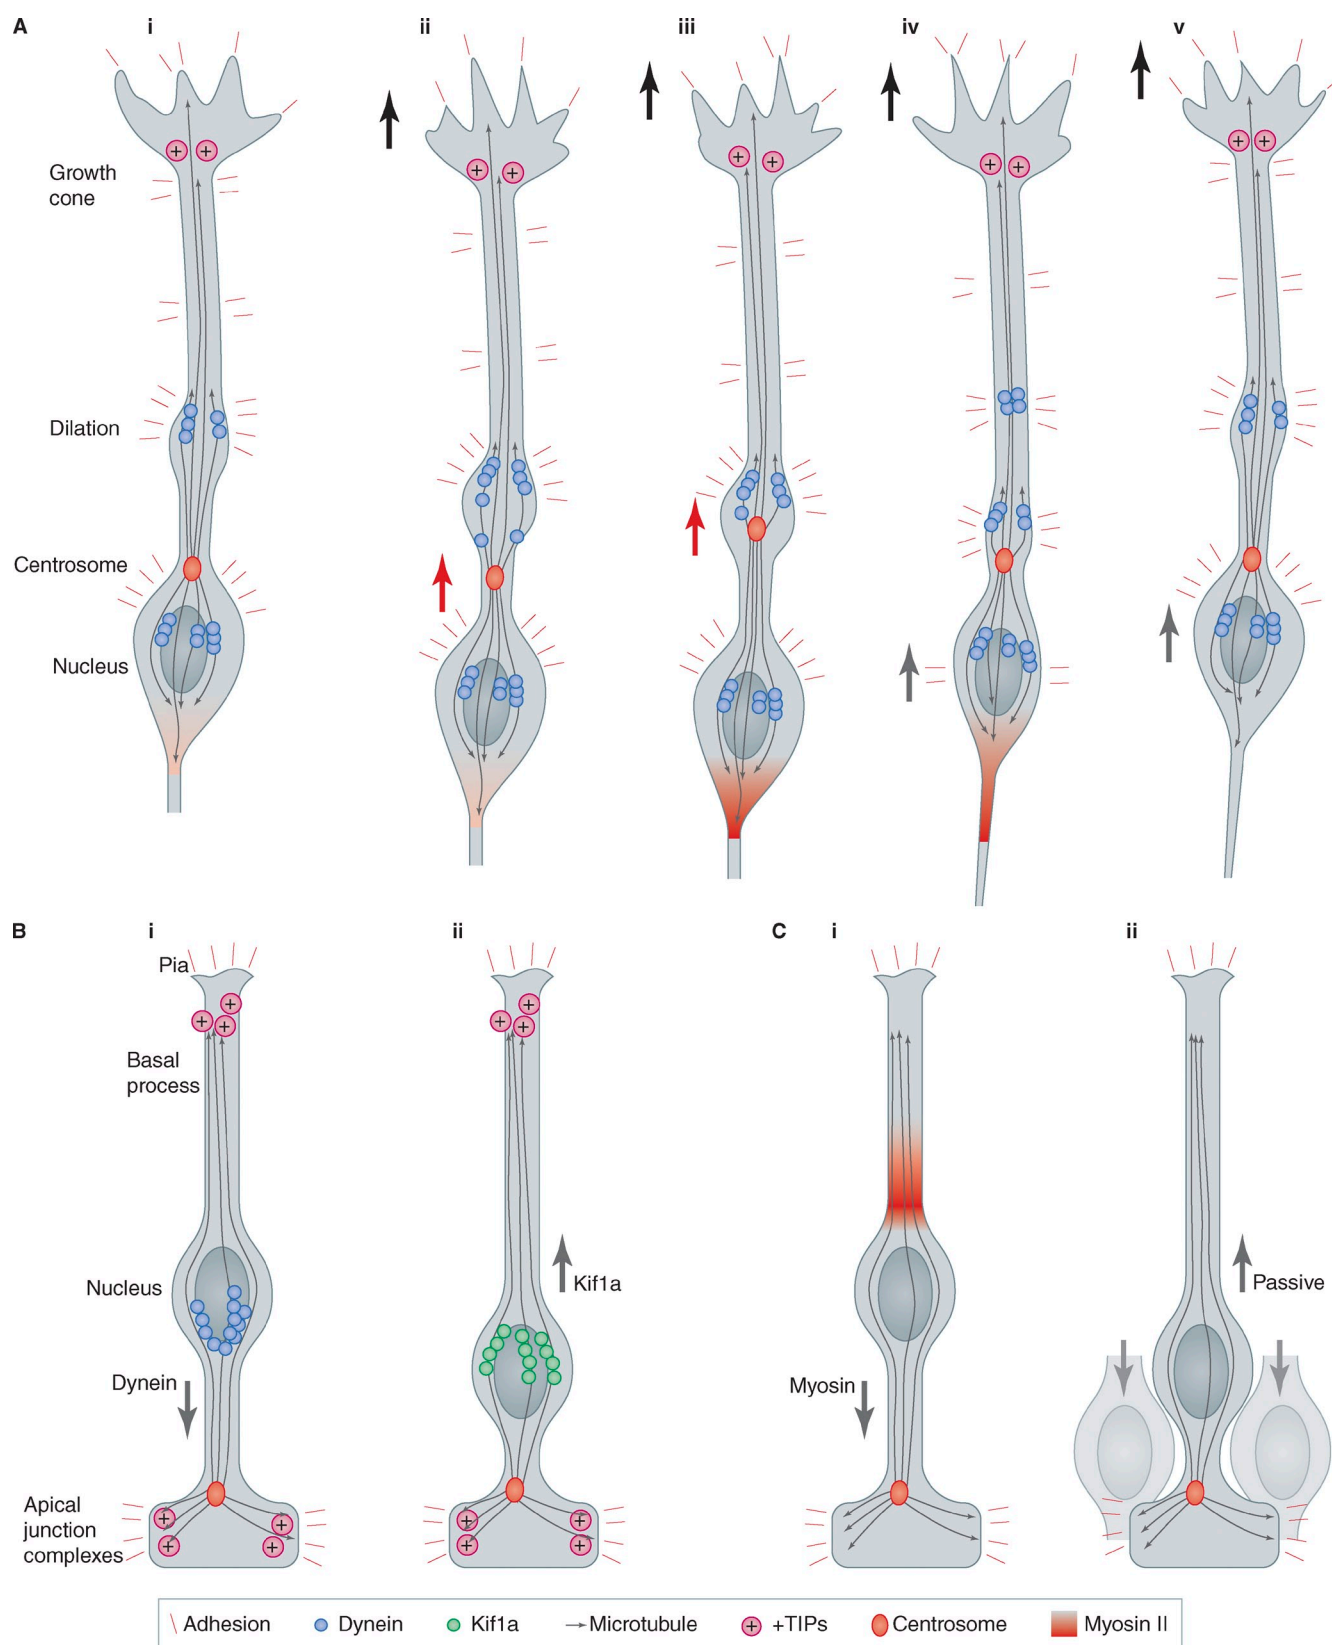 A
i
ii
iii
iv
v
Growth
cone
Dilation
Centrosome
Nucleus
B
i
ii
C
i
ii
Pia
Basal
process
Nucleus
Kif1a
Passive
Dynein
Myosin
Apical
junction
complexes
Adhesion
Dynein
Kif1a
Microtubule
+TIPs
Centrosome
Myosin II